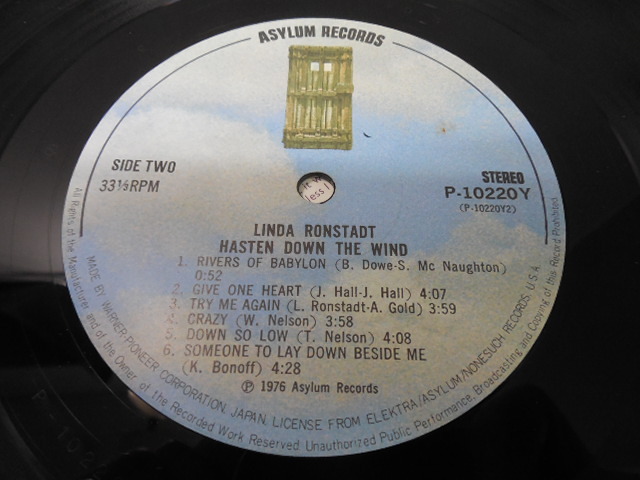 ASYLUM RECORDS
SIDE TWO
33⅓RPM
STEREO
P-10220Y
(P-10220Y2)
LINDA RONSTADT
HASTEN DOWN THE WIND
1. RIVERS OF BABYLON (B. Dowe-S. Mc Naughton)
0:52
2. GIVE ONE HEART (J. Hall-J. Hall) 4:07
3. TRY ME AGAIN (L. Ronstadt-A. Gold) 3:59
4. CRAZY (W. Nelson) 3:58
5. DOWN SO LOW (T. Nelson) 4:08
6. SOMEONE TO LAY DOWN BESIDE ME
(K. Bonoff) 4:28
Ⓟ 1976 Asylum Records
MADE BY WARNER-PIONEER CORPORATION, JAPAN. LICENSE FROM ELEKTRA/ASYLUM/NONESUCH RECORDS, U.S.A.
All Rights of the Manufacturer and of the Owner of the Recorded Work Reserved Unauthorized Public Performance, Broadcasting and Copying of this Record Prohibited